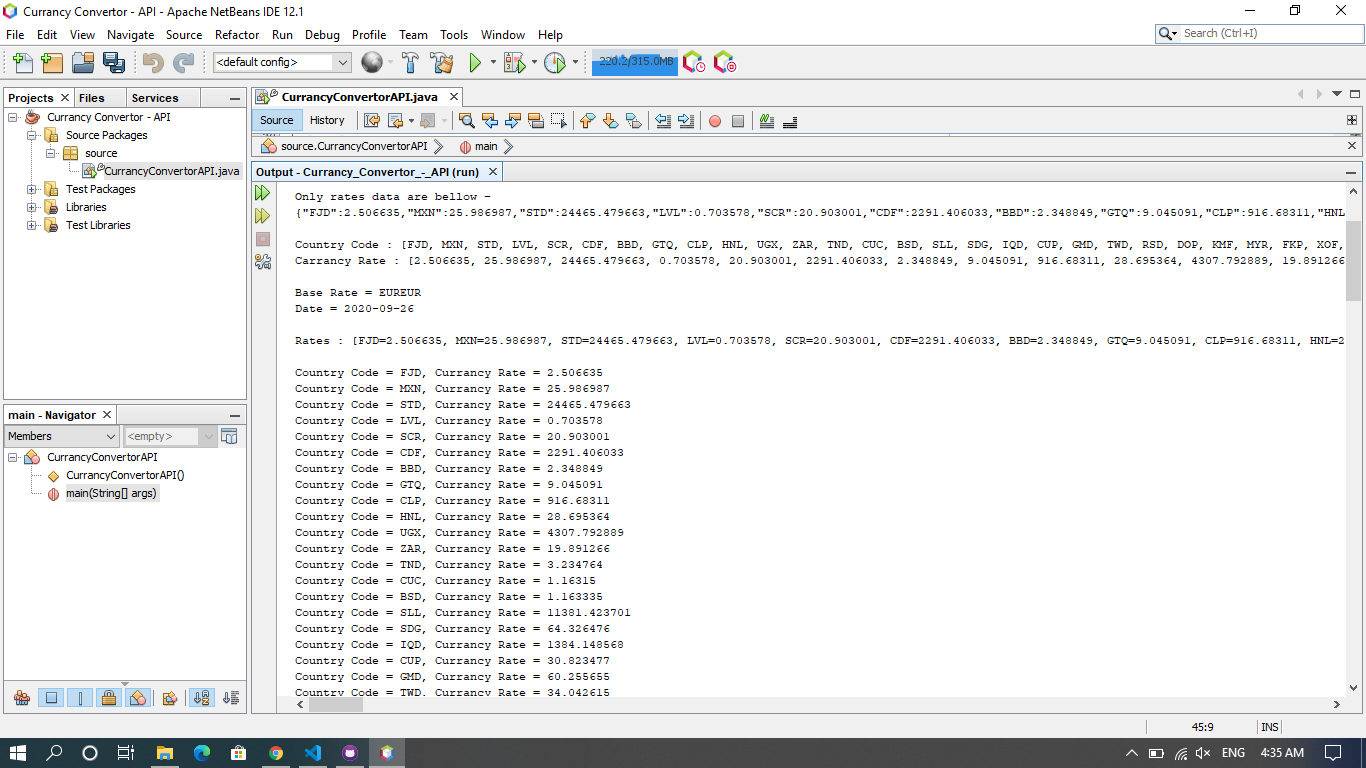 Currancy Convertor - API - Apache NetBeans IDE 12.1
File Edit View Navigate Source Refactor Run Debug Profile Team Tools Window Help
Search (Ctrl+I)
<default config>
220.2/315.0MB
Projects Files Services
Currancy Convertor - API
Source Packages
source
CurrancyConvertorAPI.java
Test Packages
Libraries
Test Libraries
main - Navigator
Members <empty>
CurrancyConvertorAPI
CurrancyConvertorAPI()
main(String[] args)
CurrancyConvertorAPI.java
Source History
source.CurrancyConvertorAPI main
Output - Currancy_Convertor_-_API (run)
Only rates data are bellow -
{"FJD":2.506635,"MXN":25.986987,"STD":24465.479663,"LVL":0.703578,"SCR":20.903001,"CDF":2291.406033,"BBD":2.348849,"GTQ":9.045091,"CLP":916.68311,"HNL
Country Code : [FJD, MXN, STD, LVL, SCR, CDF, BBD, GTQ, CLP, HNL, UGX, ZAR, TND, CUC, BSD, SLL, SDG, IQD, CUP, GMD, TWD, RSD, DOP, KMF, MYR, FKP, XOF,
Carrancy Rate : [2.506635, 25.986987, 24465.479663, 0.703578, 20.903001, 2291.406033, 2.348849, 9.045091, 916.68311, 28.695364, 4307.792889, 19.891266
Base Rate = EUREUR
Date = 2020-09-26
Rates : [FJD=2.506635, MXN=25.986987, STD=24465.479663, LVL=0.703578, SCR=20.903001, CDF=2291.406033, BBD=2.348849, GTQ=9.045091, CLP=916.68311, HNL=2
Country Code = FJD, Currancy Rate = 2.506635
Country Code = MXN, Currancy Rate = 25.986987
Country Code = STD, Currancy Rate = 24465.479663
Country Code = LVL, Currancy Rate = 0.703578
Country Code = SCR, Currancy Rate = 20.903001
Country Code = CDF, Currancy Rate = 2291.406033
Country Code = BBD, Currancy Rate = 2.348849
Country Code = GTQ, Currancy Rate = 9.045091
Country Code = CLP, Currancy Rate = 916.68311
Country Code = HNL, Currancy Rate = 28.695364
Country Code = UGX, Currancy Rate = 4307.792889
Country Code = ZAR, Currancy Rate = 19.891266
Country Code = TND, Currancy Rate = 3.234764
Country Code = CUC, Currancy Rate = 1.16315
Country Code = BSD, Currancy Rate = 1.163335
Country Code = SLL, Currancy Rate = 11381.423701
Country Code = SDG, Currancy Rate = 64.326476
Country Code = IQD, Currancy Rate = 1384.148568
Country Code = CUP, Currancy Rate = 30.823477
Country Code = GMD, Currancy Rate = 60.255655
Country Code = TWD, Currancy Rate = 34.042615
45:9 INS
ENG 4:35 AM